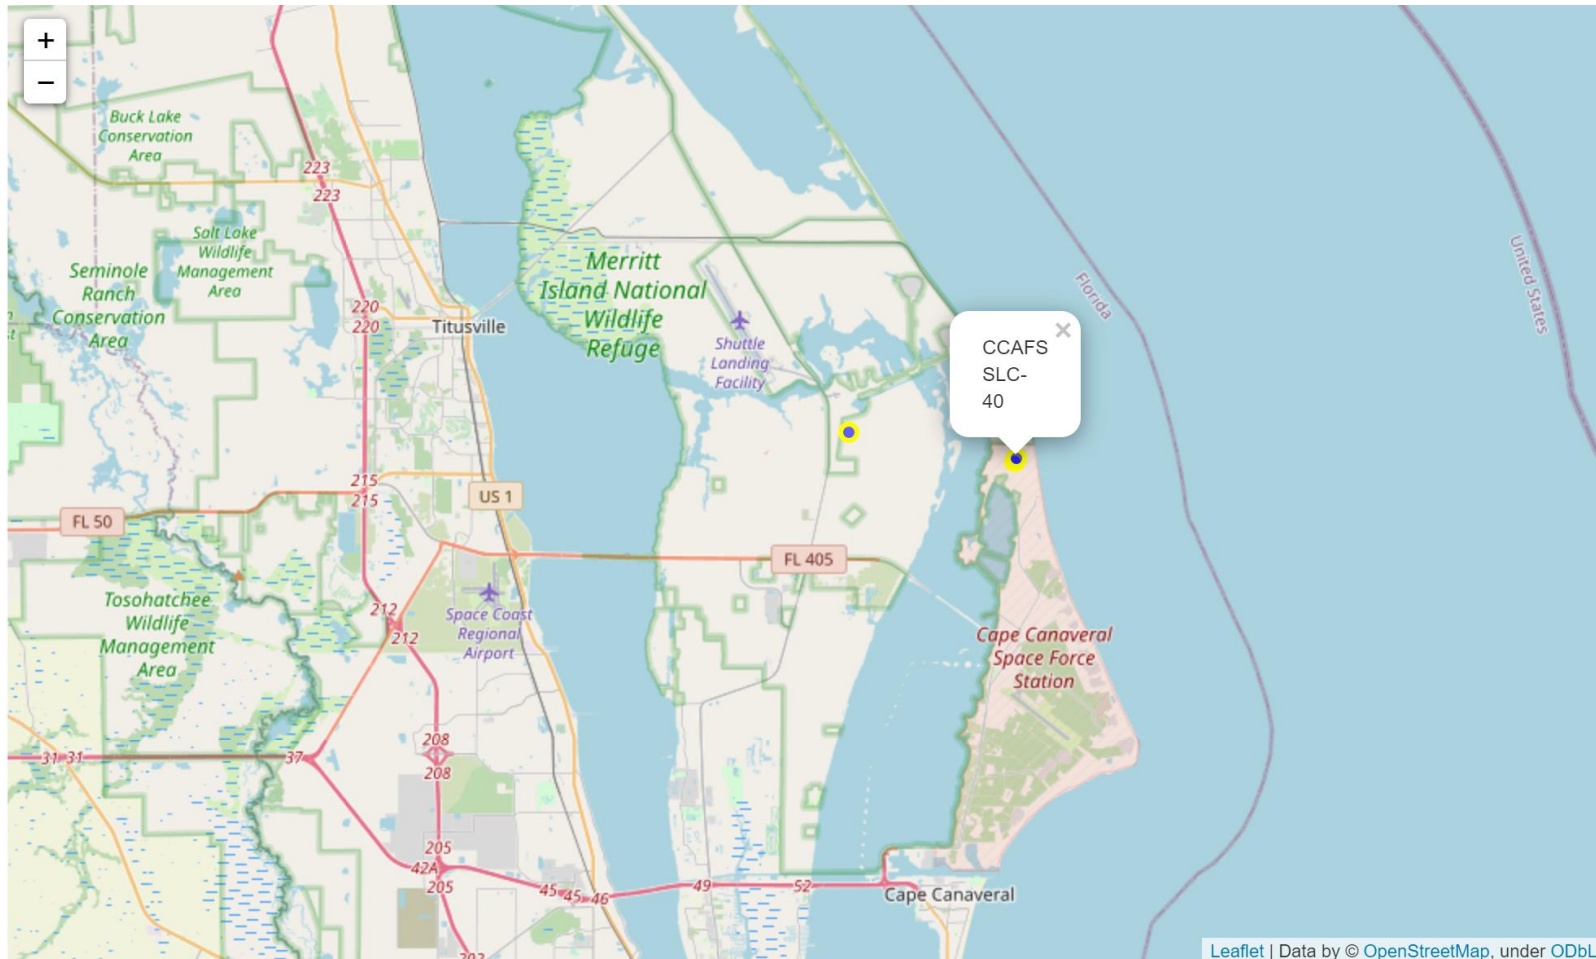 +
−
Buck Lake
Conservation
Area
223
223
Salt Lake
Wildlife
Management
Area
Seminole
Ranch
Conservation
Area
220
220
Titusville
Merritt
Island National
Wildlife
Refuge
Shuttle
Landing
Facility
Florida
United States
×
CCAFS
SLC-
40
215
215
US 1
FL 50
FL 405
Tosohatchee
Wildlife
Management
Area
212
212
Space Coast
Regional
Airport
Cape Canaveral
Space Force
Station
31 31
37
208
208
205
42A
205
45
45
46
49
52
Cape Canaveral
Leaflet | Data by © OpenStreetMap, under ODbL